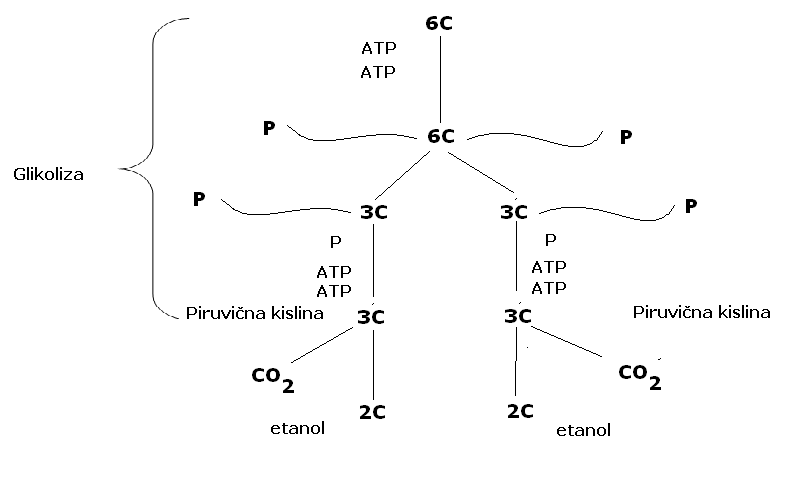 6C
ATP
ATP
P
6C
P
Glikoliza
P
3C
3C
P
P
ATP
ATP
P
ATP
ATP
Piruvična kislina
3C
3C
Piruvična kislina
CO2
CO2
2C
2C
etanol
etanol